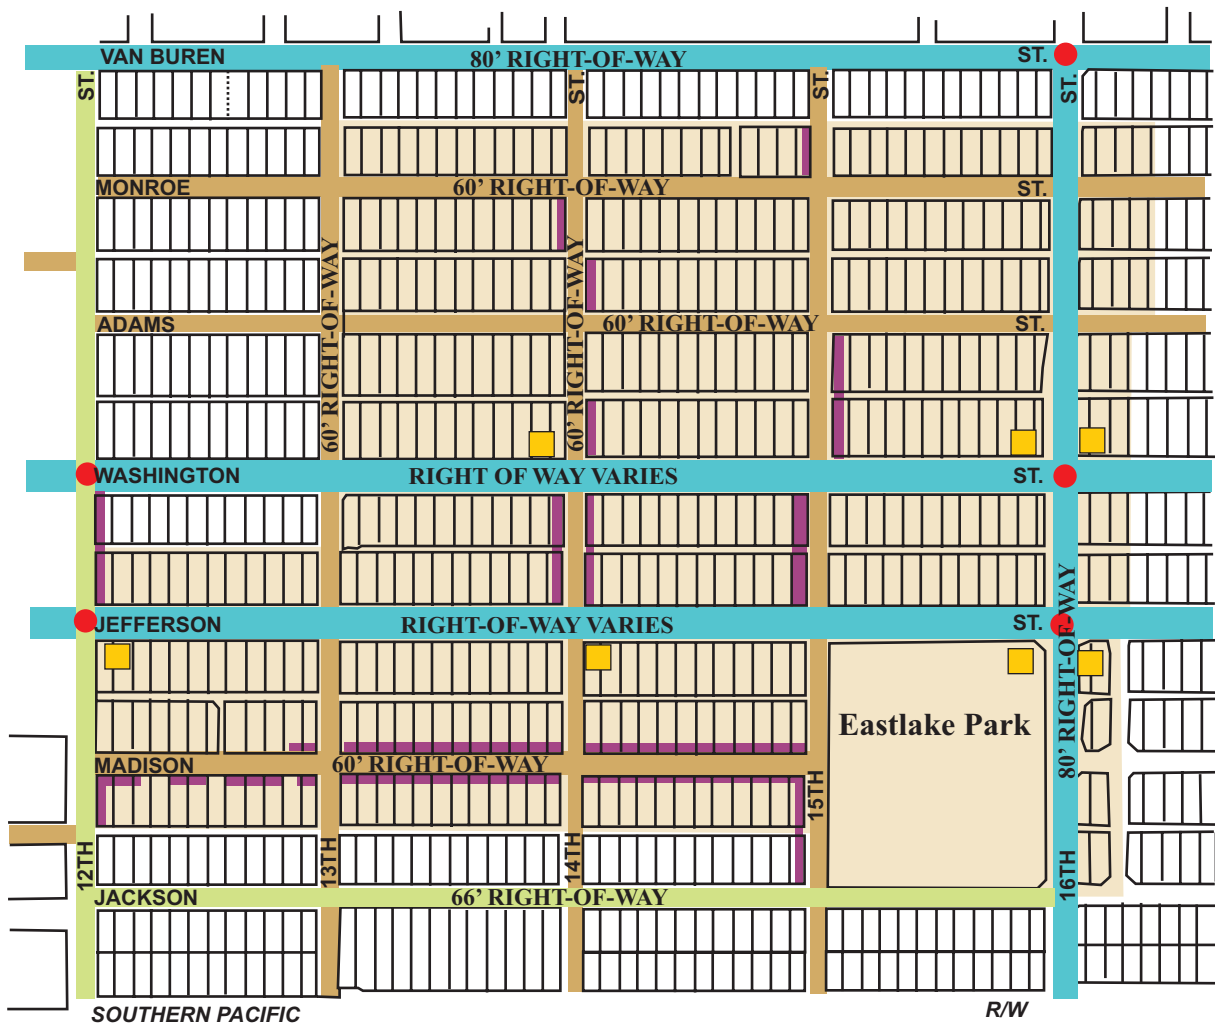 VAN BUREN 80’ RIGHT-OF-WAY ST.
ST. ST. ST. ST.
MONROE 60’ RIGHT-OF-WAY ST.
60’ RIGHT-OF-WAY
60’ RIGHT-OF-WAY
ADAMS 60’ RIGHT-OF-WAY ST.
WASHINGTON RIGHT OF WAY VARIES ST.
JEFFERSON RIGHT-OF-WAY VARIES ST.
80’ RIGHT-OF-WAY
Eastlake Park
MADISON 60’ RIGHT-OF-WAY
12TH 13TH 14TH 15TH 16TH
JACKSON 66’ RIGHT-OF-WAY
SOUTHERN PACIFIC R/W